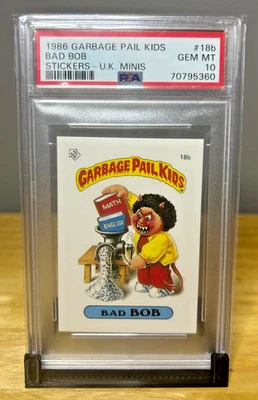 1986 GARBAGE PAIL KIDS #18b
BAD BOB GEM MT
STICKERS - U.K. MINIS 10
PSA 70795360
18b
GARBAGE PAIL KIDS
MATH
ENGLISH
BAD BOB